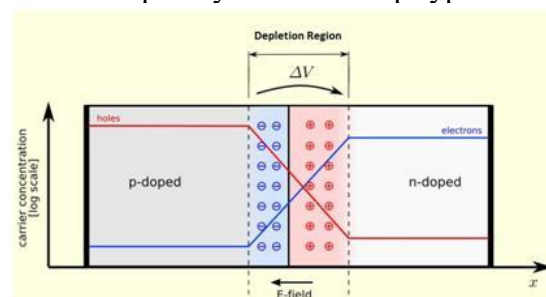 Depletion Region
ΔV
holes
electrons
⊖ ⊖ ⊕ ⊕
⊖ ⊖ ⊕ ⊕
⊖ ⊖ ⊕ ⊕
⊖ ⊖ ⊕ ⊕
⊖ ⊖ ⊕ ⊕
⊖ ⊖ ⊕ ⊕
⊖ ⊖ ⊕ ⊕
carrier concentration
[log scale]
p-doped
n-doped
x
E-field